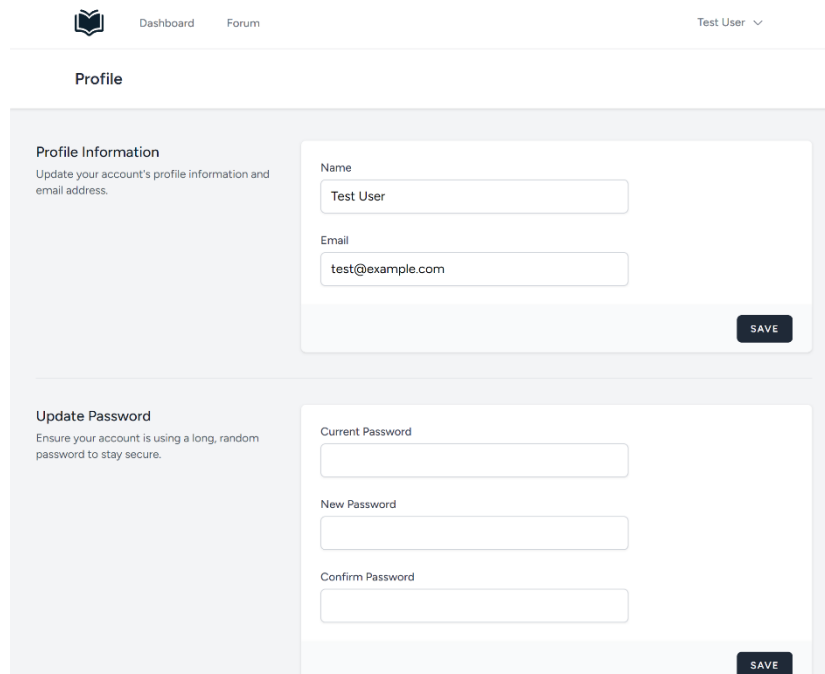 Dashboard Forum Test User
Profile
Profile Information
Update your account's profile information and
email address.
Name
Test User
Email
test@example.com
SAVE
Update Password
Ensure your account is using a long, random
password to stay secure.
Current Password
New Password
Confirm Password
SAVE